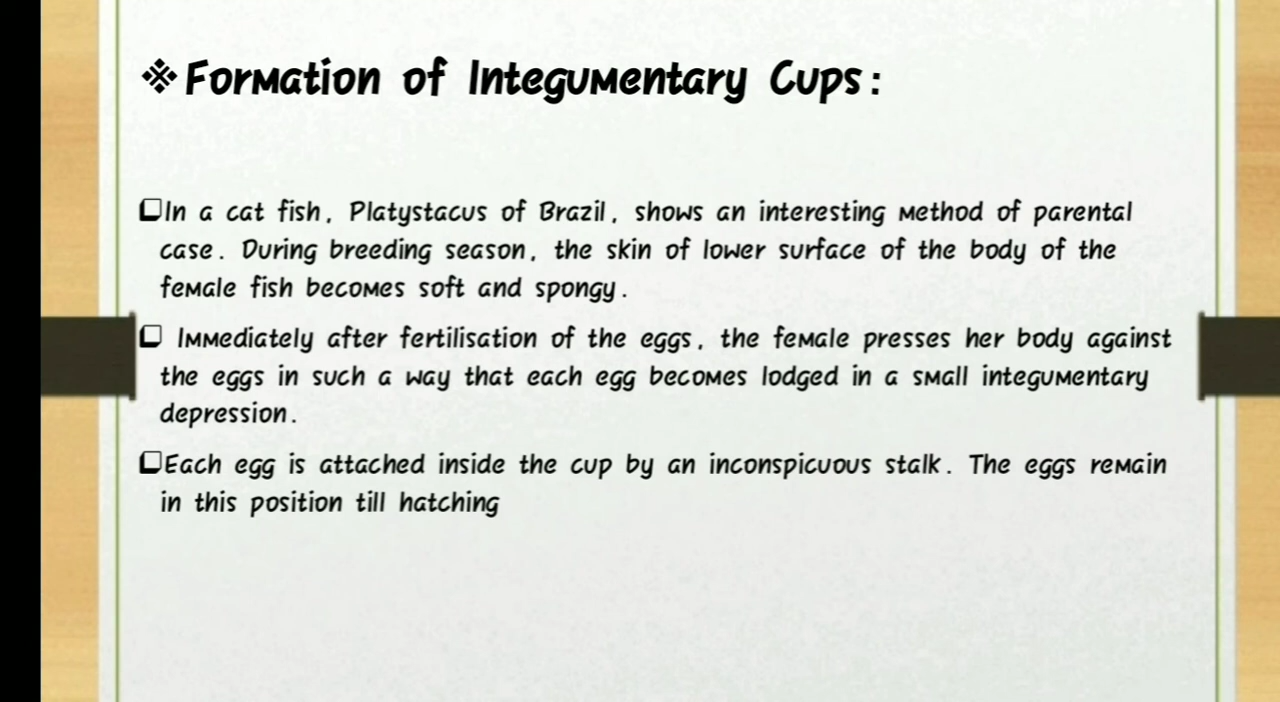 ❖Formation of Integumentary Cups:
❑In a cat fish, Platystacus of Brazil, shows an interesting method of parental
case. During breeding season, the skin of lower surface of the body of the
female fish becomes soft and spongy.
❑ Immediately after fertilisation of the eggs, the female presses her body against
the eggs in such a way that each egg becomes lodged in a small integumentary
depression.
❑Each egg is attached inside the cup by an inconspicuous stalk. The eggs remain
in this position till hatching